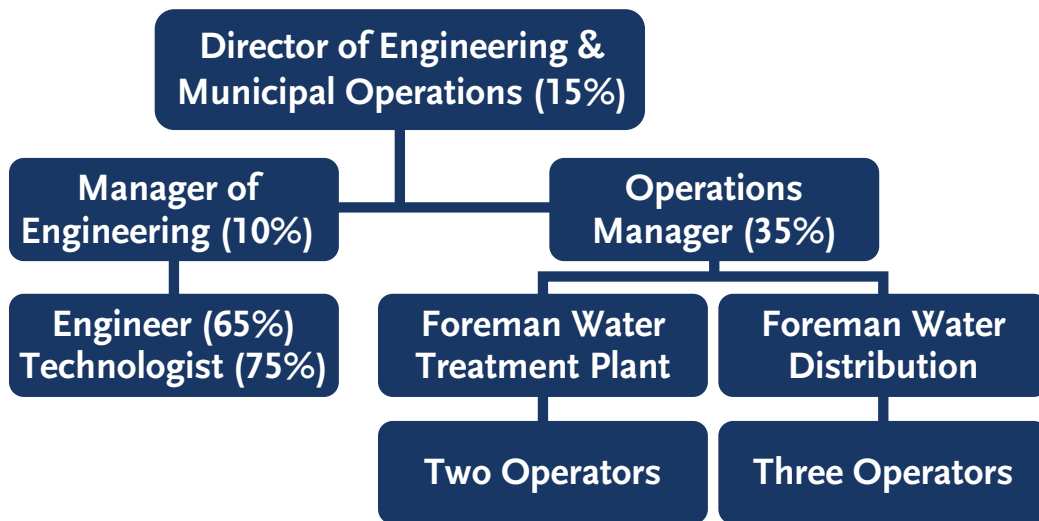 Director of Engineering &
Municipal Operations (15%)
Manager of
Engineering (10%)
Operations
Manager (35%)
Engineer (65%)
Technologist (75%)
Foreman Water
Treatment Plant
Foreman Water
Distribution
Two Operators
Three Operators